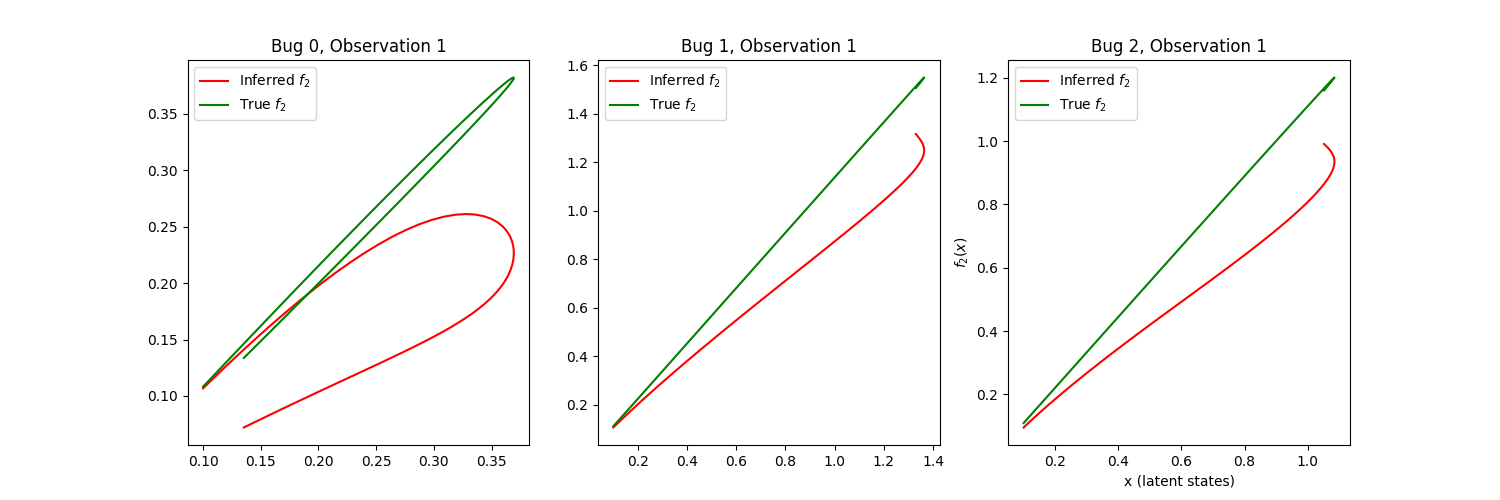 Bug 0, Observation 1
Inferred f₂
True f₂
0.35
0.30
0.25
0.20
0.15
0.10
0.10 0.15 0.20 0.25 0.30 0.35
Bug 1, Observation 1
Inferred f₂
True f₂
1.6
1.4
1.2
1.0
0.8
0.6
0.4
0.2
0.2 0.4 0.6 0.8 1.0 1.2 1.4
Bug 2, Observation 1
Inferred f₂
True f₂
f₂(x)
1.2
1.0
0.8
0.6
0.4
0.2
0.2 0.4 0.6 0.8 1.0
x (latent states)